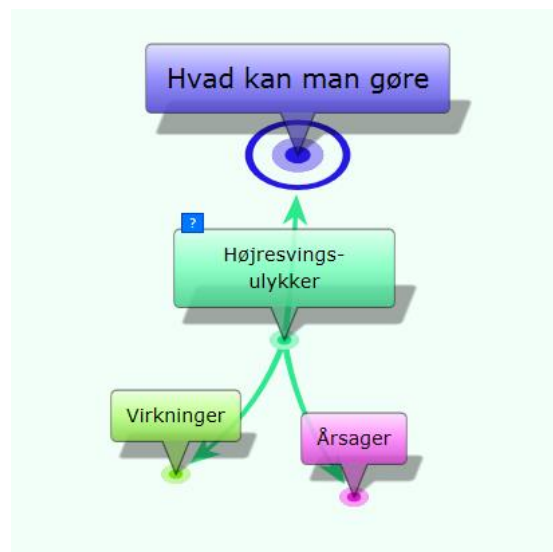 Hvad kan man gøre
?
Højresvings-
ulykker
Virkninger
Årsager